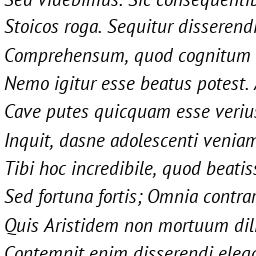 Sed videbimus. Sic consequentib
Stoicos roga. Sequitur disserendi
Comprehensum, quod cognitum
Nemo igitur esse beatus potest.
Cave putes quicquam esse verius
Inquit, dasne adolescenti veniam
Tibi hoc incredibile, quod beatiss
Sed fortuna fortis; Omnia contrar
Quis Aristidem non mortuum dili
Contemnit enim disserendi elega